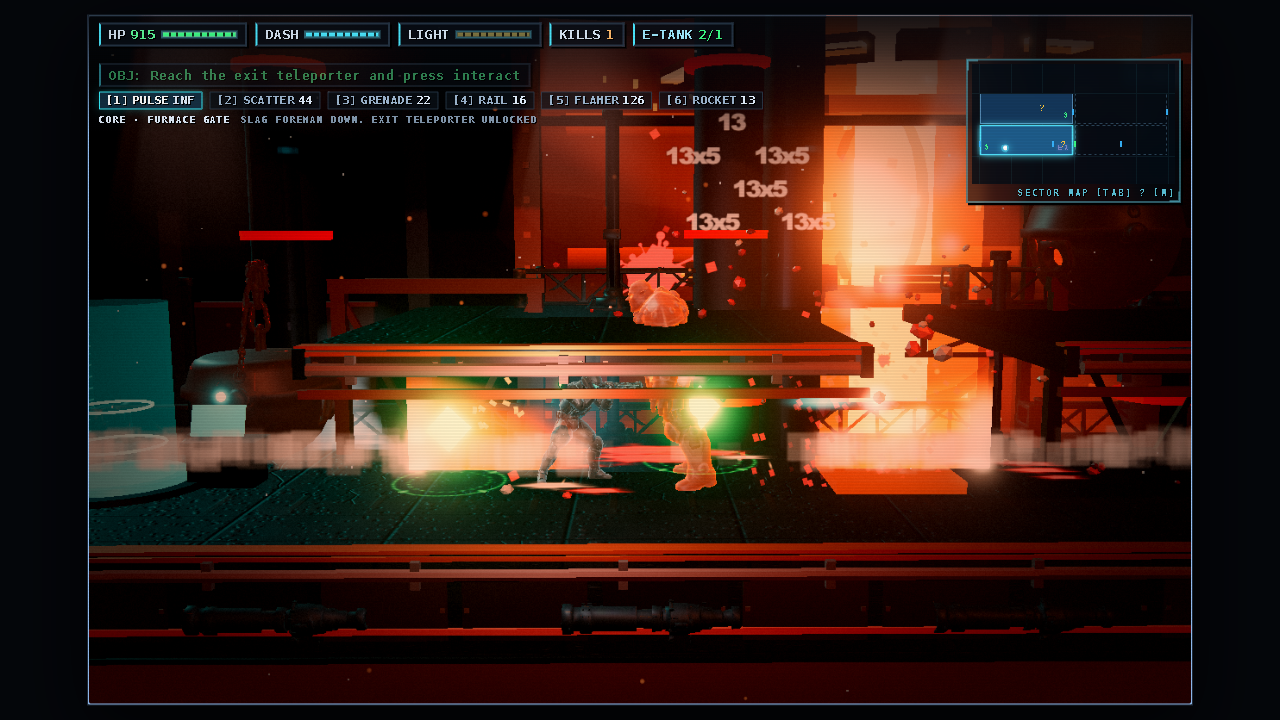 HP 915
DASH
LIGHT
KILLS 1
E-TANK 2/1
OBJ: Reach the exit teleporter and press interact
[1] PULSE INF
[2] SCATTER 44
[3] GRENADE 22
[4] RAIL 16
[5] FLAMER 126
[6] ROCKET 13
CORE · FURNACE GATE SLAG FOREMAN DOWN. EXIT TELEPORTER UNLOCKED
13
13x5 13x5
13x5
13x5 13x5
?
3
3
SECTOR MAP [TAB] ? [M]